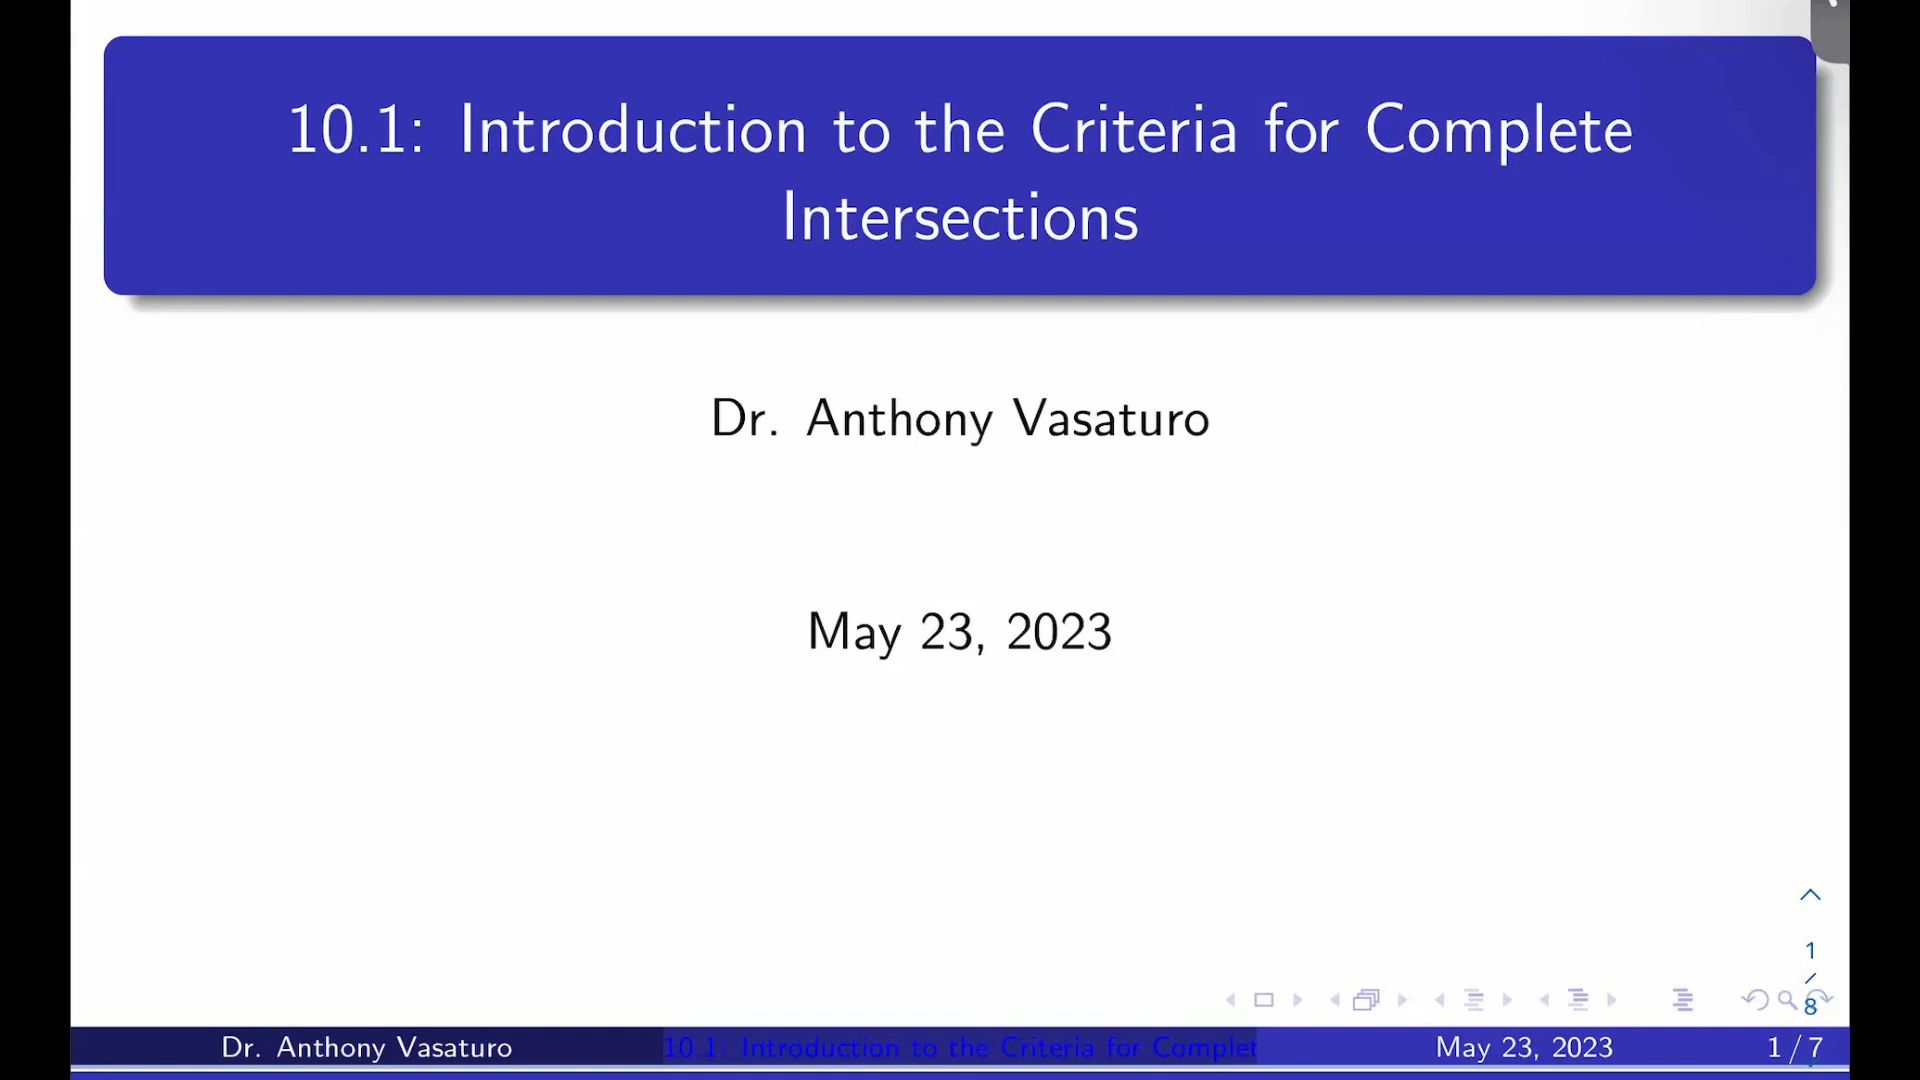 10.1: Introduction to the Criteria for Complete
Intersections
Dr. Anthony Vasaturo
May 23, 2023
1
/
8
Dr. Anthony Vasaturo
10.1: Introduction to the Criteria for Complet
May 23, 2023
1 / 7